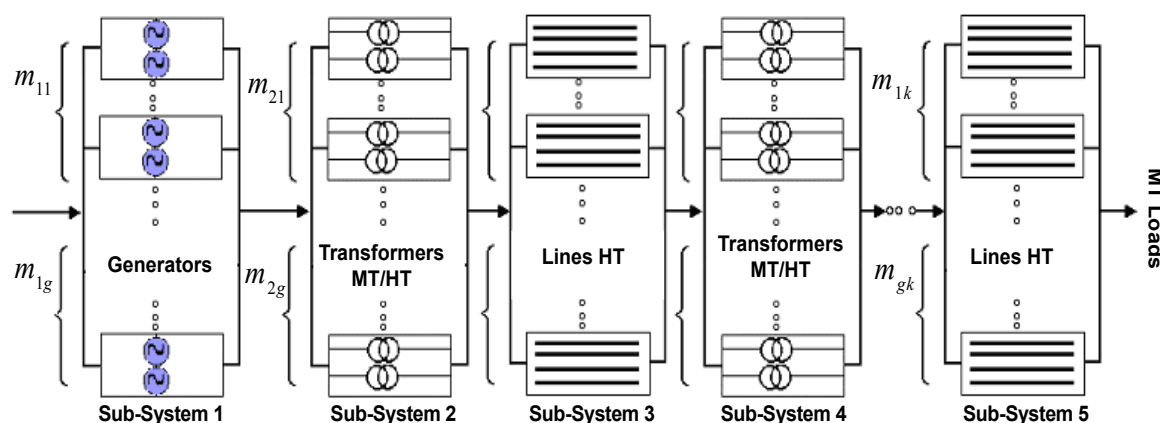 m11
m21
m1k
m1g
m2g
mgk
Generators
Transformers
MT/HT
Lines HT
Transformers
MT/HT
Lines HT
MT Loads
Sub-System 1
Sub-System 2
Sub-System 3
Sub-System 4
Sub-System 5